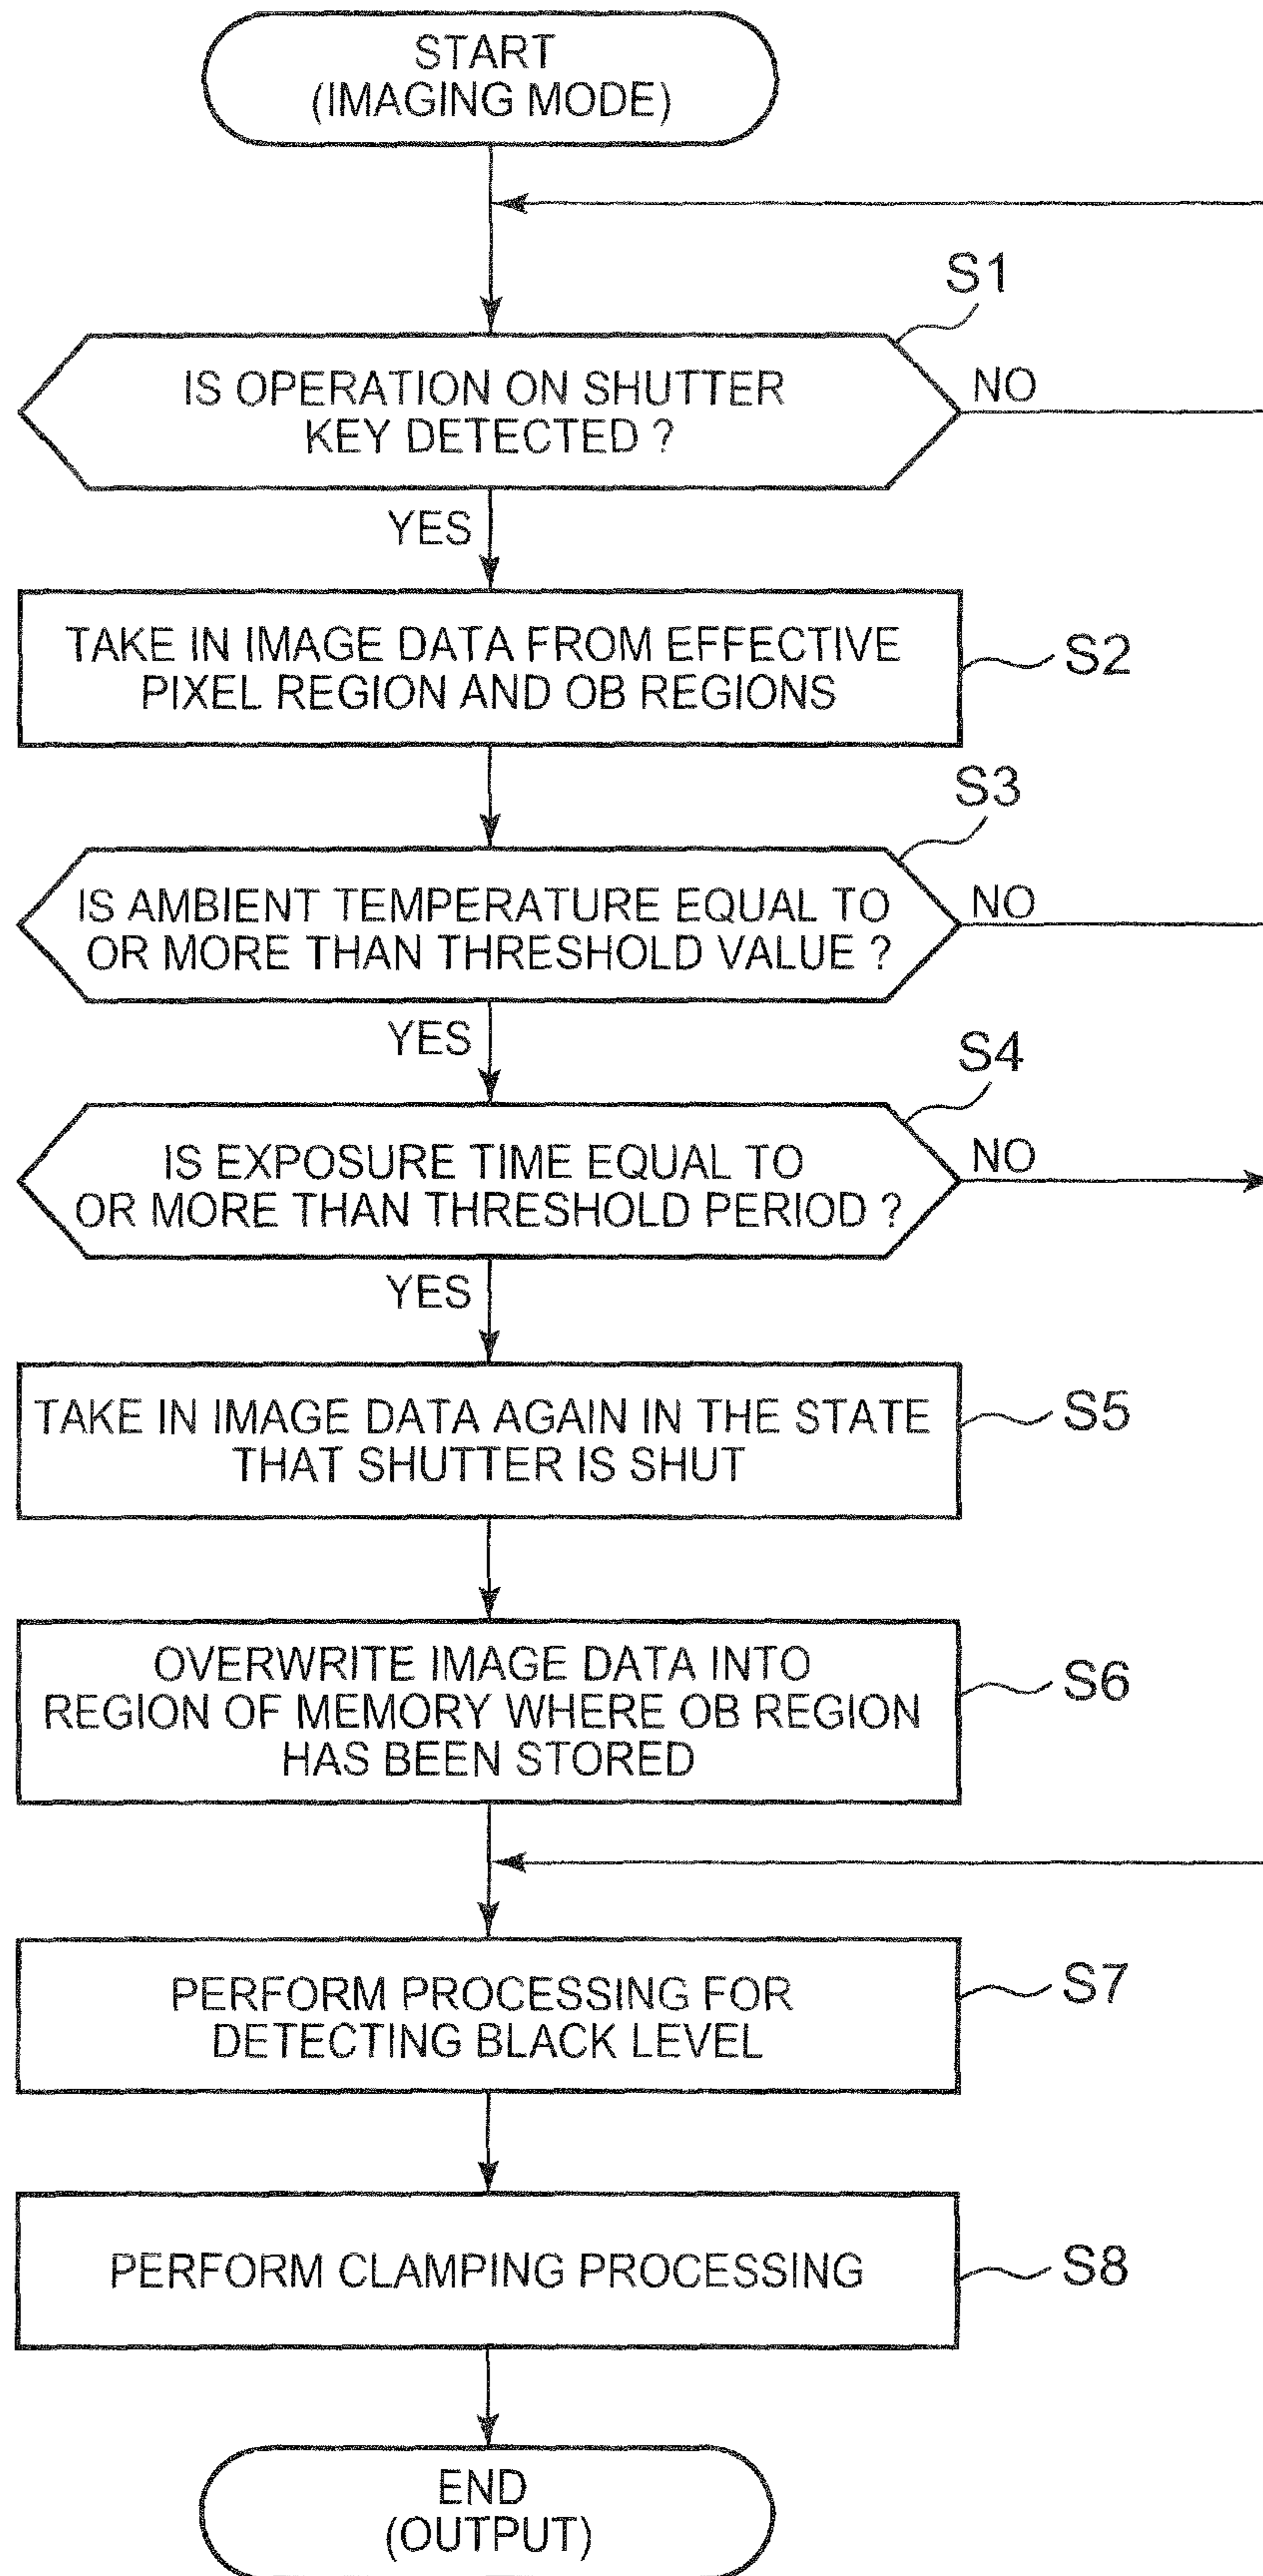 START
(IMAGING MODE)
S1
IS OPERATION ON SHUTTER
KEY DETECTED ?
NO
YES
TAKE IN IMAGE DATA FROM EFFECTIVE
PIXEL REGION AND OB REGIONS
S2
S3
IS AMBIENT TEMPERATURE EQUAL TO
OR MORE THAN THRESHOLD VALUE ?
NO
YES
S4
IS EXPOSURE TIME EQUAL TO
OR MORE THAN THRESHOLD PERIOD ?
NO
YES
TAKE IN IMAGE DATA AGAIN IN THE STATE
THAT SHUTTER IS SHUT
S5
OVERWRITE IMAGE DATA INTO
REGION OF MEMORY WHERE OB REGION
HAS BEEN STORED
S6
PERFORM PROCESSING FOR
DETECTING BLACK LEVEL
S7
PERFORM CLAMPING PROCESSING
S8
END
(OUTPUT)